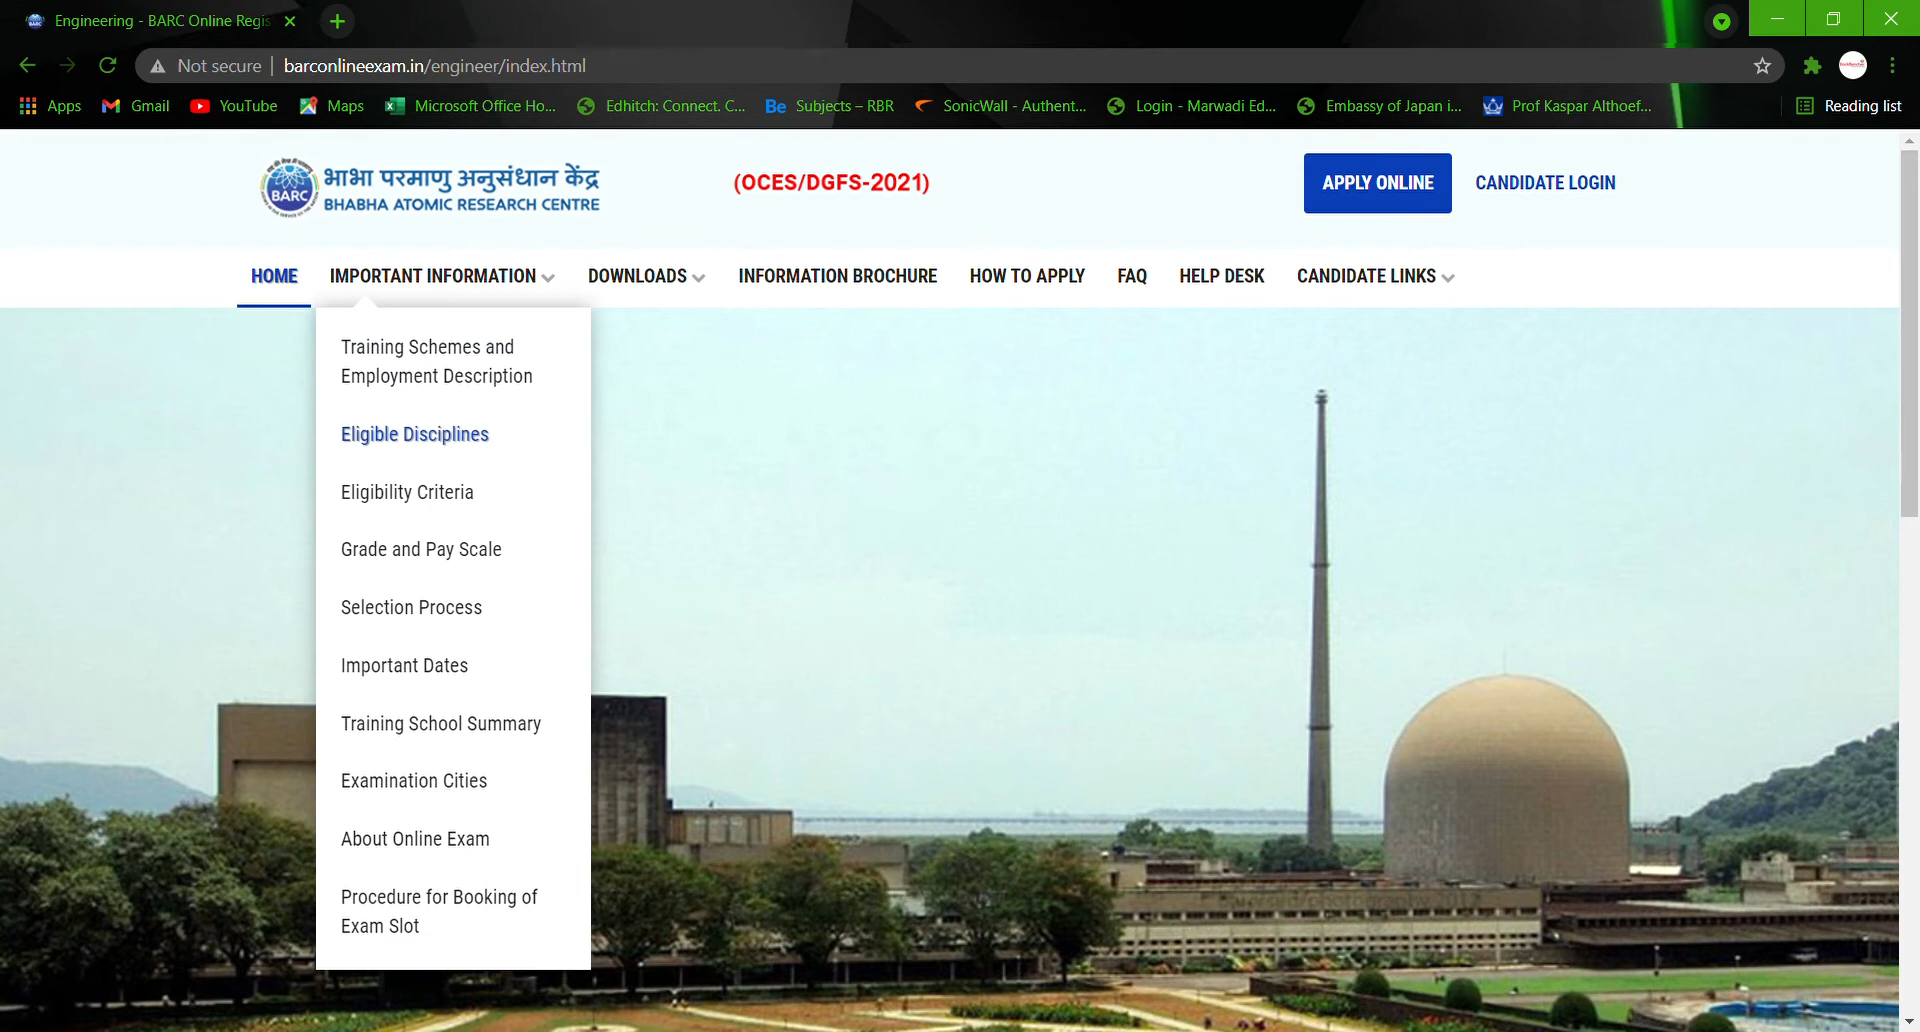 Engineering - BARC Online Regis
Not secure | barconlineexam.in/engineer/index.html
Apps Gmail YouTube Maps Microsoft Office Ho... Edhitch: Connect. C... Be Subjects – RBR SonicWall - Authent... Login - Marwadi Ed... Embassy of Japan i... Prof Kaspar Althoef... Reading list
BARC
भाभा परमाणु अनुसंधान केंद्र
BHABHA ATOMIC RESEARCH CENTRE
(OCES/DGFS-2021)
APPLY ONLINE
CANDIDATE LOGIN
HOME IMPORTANT INFORMATION DOWNLOADS INFORMATION BROCHURE HOW TO APPLY FAQ HELP DESK CANDIDATE LINKS
Training Schemes and
Employment Description
Eligible Disciplines
Eligibility Criteria
Grade and Pay Scale
Selection Process
Important Dates
Training School Summary
Examination Cities
About Online Exam
Procedure for Booking of
Exam Slot